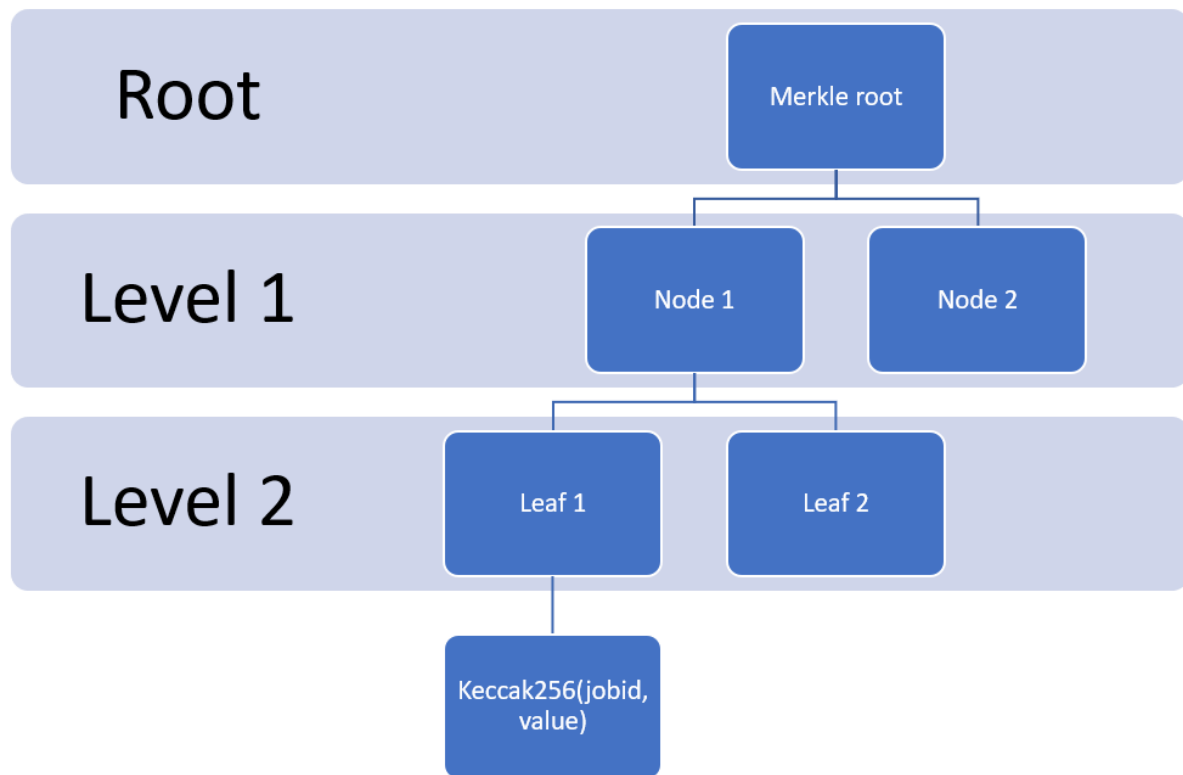 Root
Merkle root
Level 1
Node 1
Node 2
Level 2
Leaf 1
Leaf 2
Keccak256(jobid,
value)